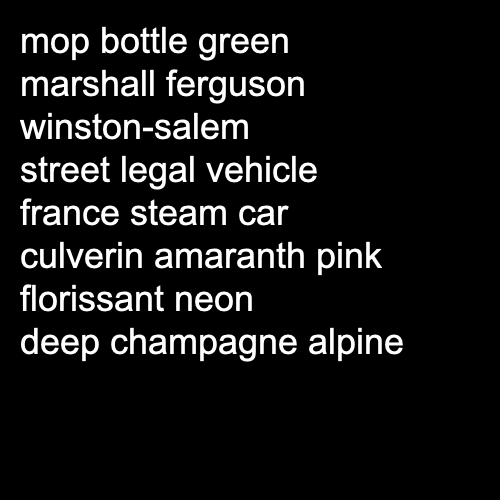 mop bottle green
marshall ferguson
winston-salem
street legal vehicle
france steam car
culverin amaranth pink
florissant neon
deep champagne alpine